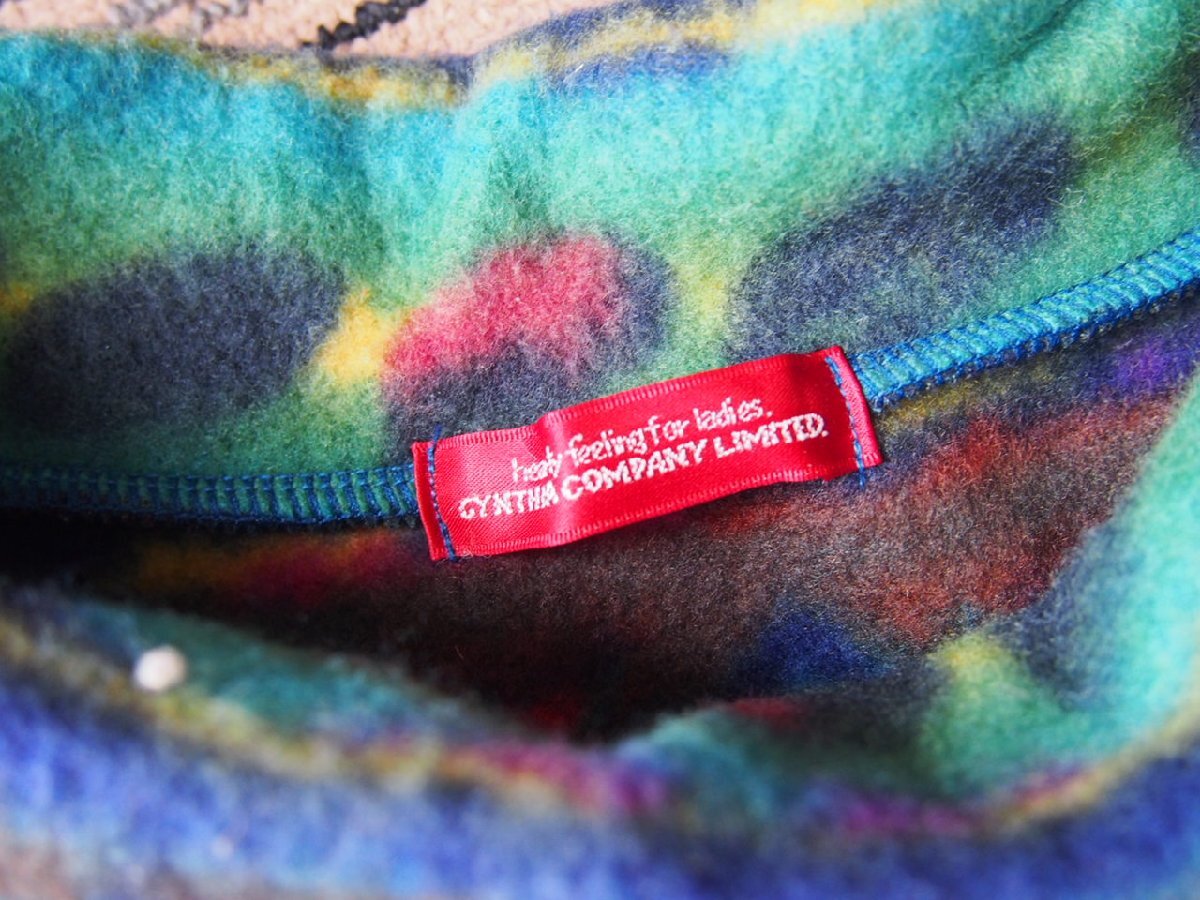 healy feeling for ladies.
CYNTHIA COMPANY LIMITED.